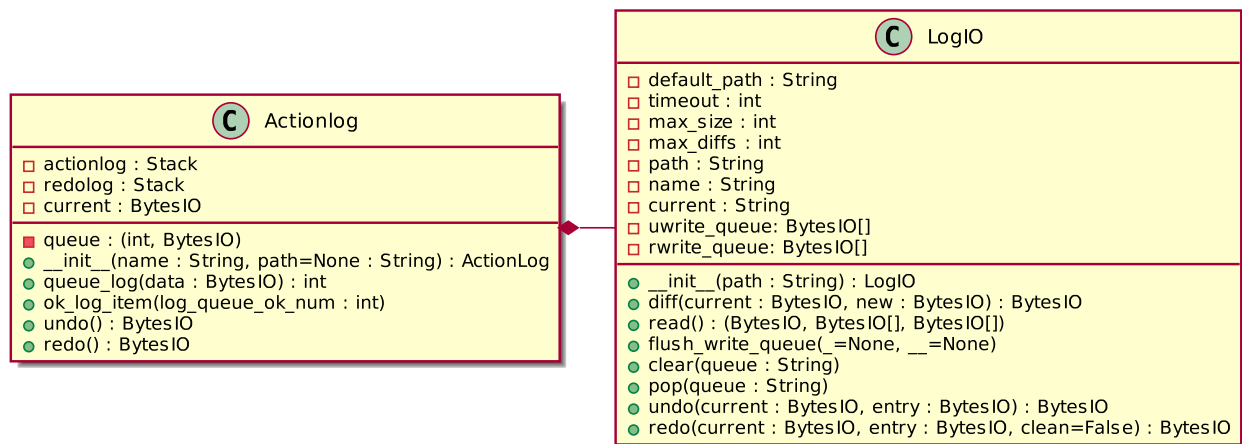 C Actionlog
actionlog : Stack
redolog : Stack
current : BytesIO
queue : (int, BytesIO)
__init__(name : String, path=None : String) : ActionLog
queue_log(data : BytesIO) : int
ok_log_item(log_queue_ok_num : int)
undo() : BytesIO
redo() : BytesIO
C LogIO
default_path : String
timeout : int
max_size : int
max_diffs : int
path : String
name : String
current : String
uwrite_queue: BytesIO[]
rwrite_queue: BytesIO[]
__init__(path : String) : LogIO
diff(current : BytesIO, new : BytesIO) : BytesIO
read() : (BytesIO, BytesIO[], BytesIO[])
flush_write_queue(_=None, __=None)
clear(queue : String)
pop(queue : String)
undo(current : BytesIO, entry : BytesIO) : BytesIO
redo(current : BytesIO, entry : BytesIO, clean=False) : BytesIO